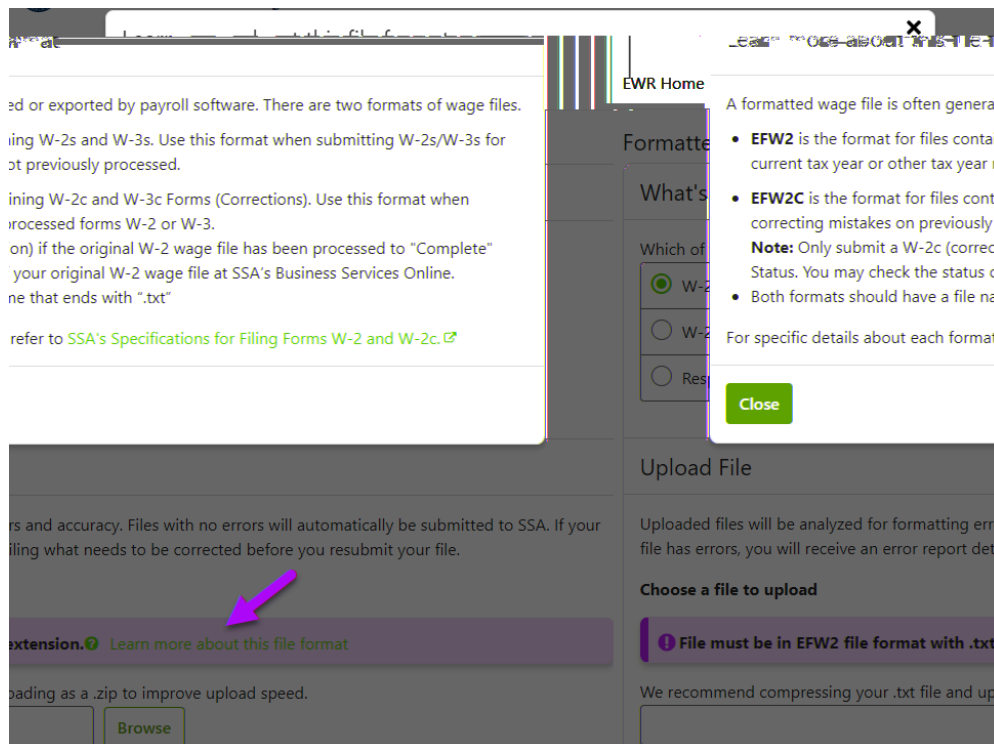 ed or exported by payroll software. There are two formats of wage files.
ing W-2s and W-3s. Use this format when submitting W-2s/W-3s for
ot previously processed.
ining W-2c and W-3c Forms (Corrections). Use this format when
processed forms W-2 or W-3.
on) if the original W-2 wage file has been processed to "Complete"
your original W-2 wage file at SSA's Business Services Online.
me that ends with ".txt"
refer to SSA's Specifications for Filing Forms W-2 and W-2c.
rs and accuracy. Files with no errors will automatically be submitted to SSA. If your
iling what needs to be corrected before you resubmit your file.
extension. Learn more about this file format
oading as a .zip to improve upload speed.
Browse
EWR Home
Formatte
What's
Which of
W-2
W-2
Res
A formatted wage file is often genera
• EFW2 is the format for files conta
current tax year or other tax year
• EFW2C is the format for files cont
correcting mistakes on previously
Note: Only submit a W-2c (correc
Status. You may check the status
• Both formats should have a file na
For specific details about each format
Close
Upload File
Uploaded files will be analyzed for formatting err
file has errors, you will receive an error report det
Choose a file to upload
File must be in EFW2 file format with .txt
We recommend compressing your .txt file and up